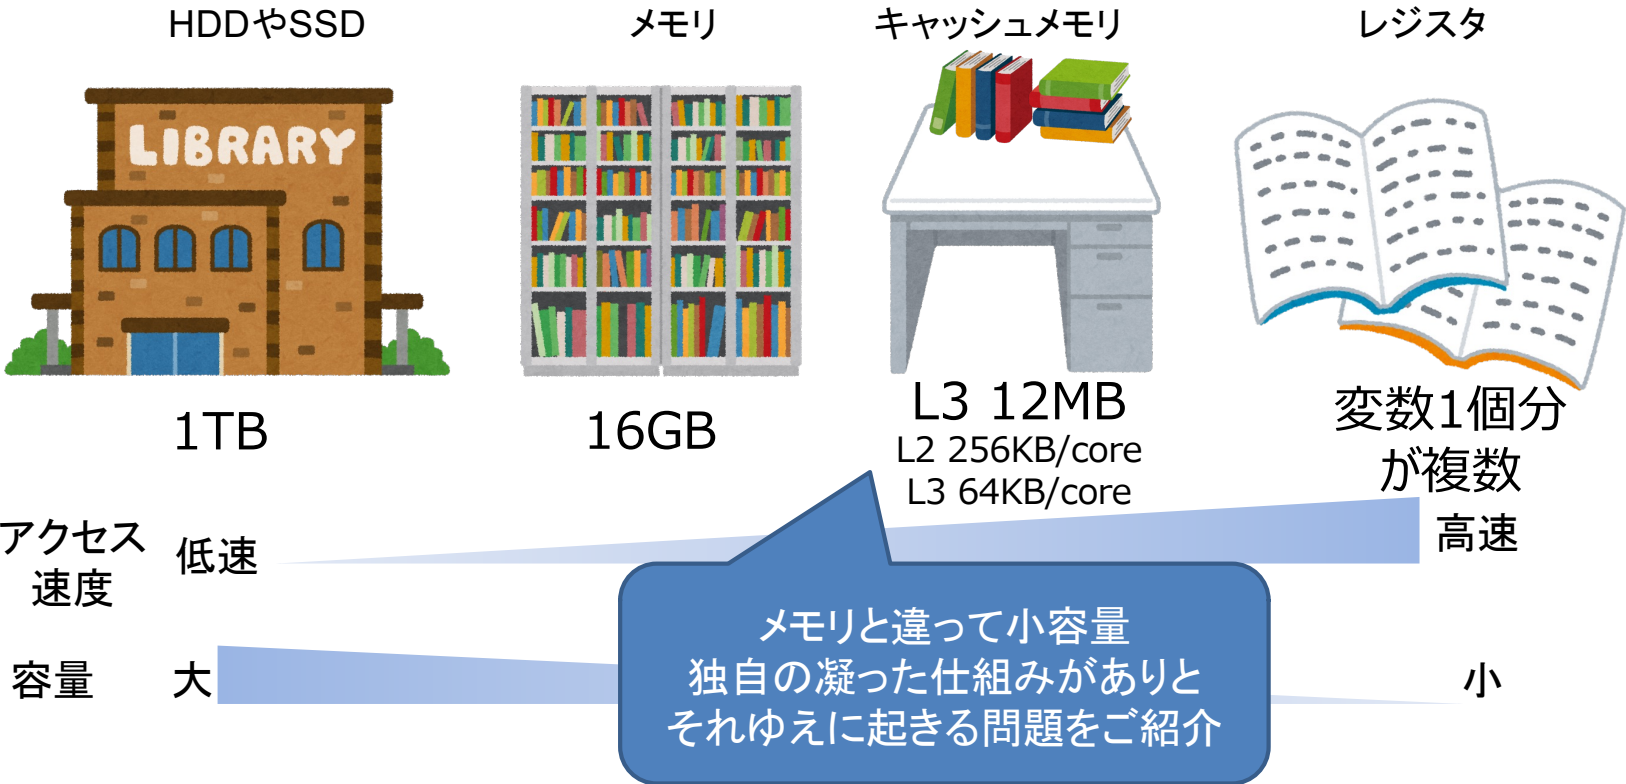 HDDやSSD
メモリ
キャッシュメモリ
レジスタ
LIBRARY
1TB
16GB
L3 12MB
L2 256KB/core
L3 64KB/core
変数1個分
が複数
アクセス
速度
低速
高速
容量
大
小
メモリと違って小容量
独自の凝った仕組みがありと
それゆえに起きる問題をご紹介